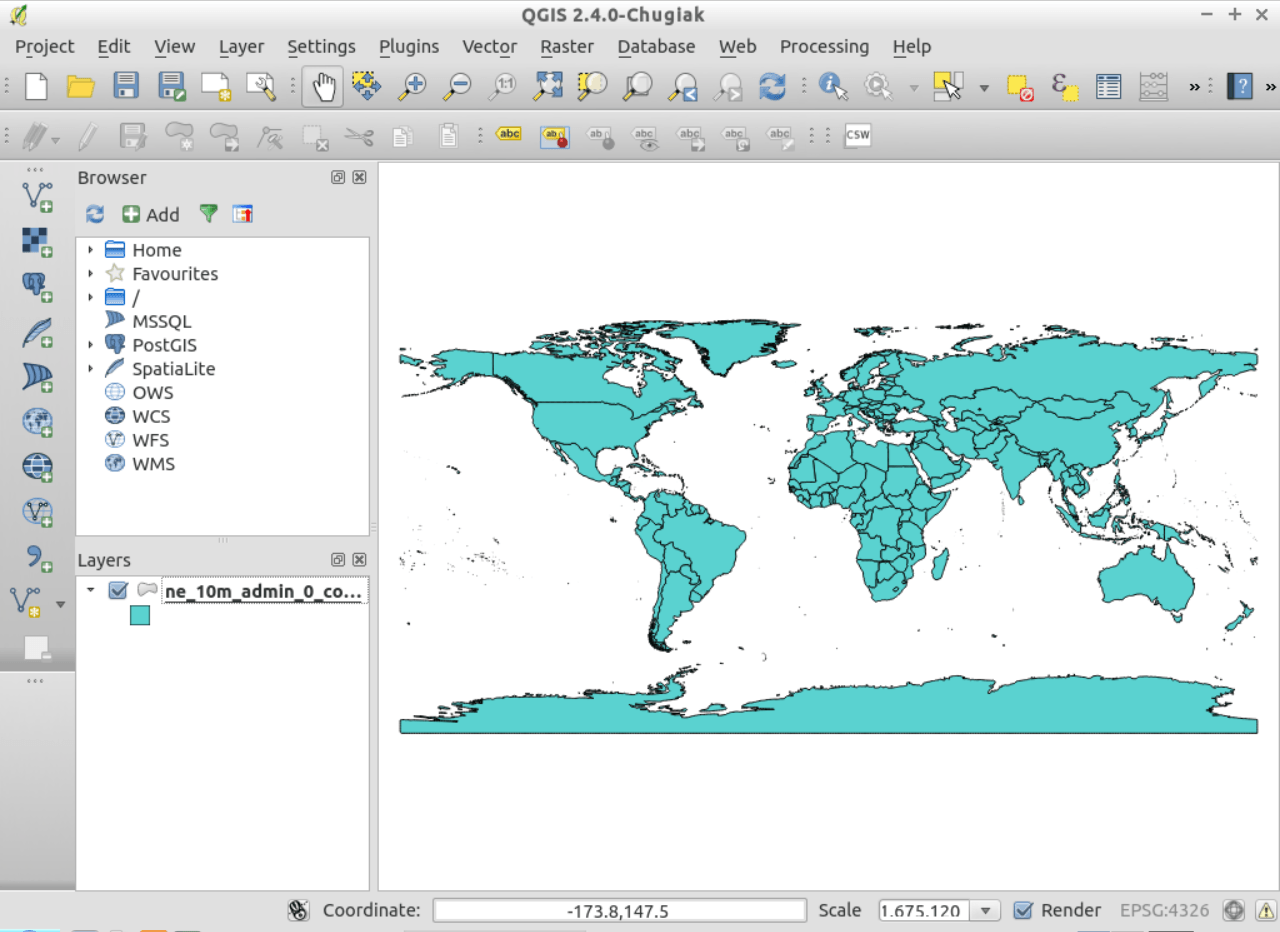 QGIS 2.4.0-Chugiak
Project Edit View Layer Settings Plugins Vector Raster Database Web Processing Help
abc
CSW
Browser
Add
Home
Favourites
/
MSSQL
PostGIS
SpatiaLite
OWS
WCS
WFS
WMS
Layers
ne_10m_admin_0_co...
Coordinate: -173.8,147.5 Scale 1.675.120 Render EPSG:4326